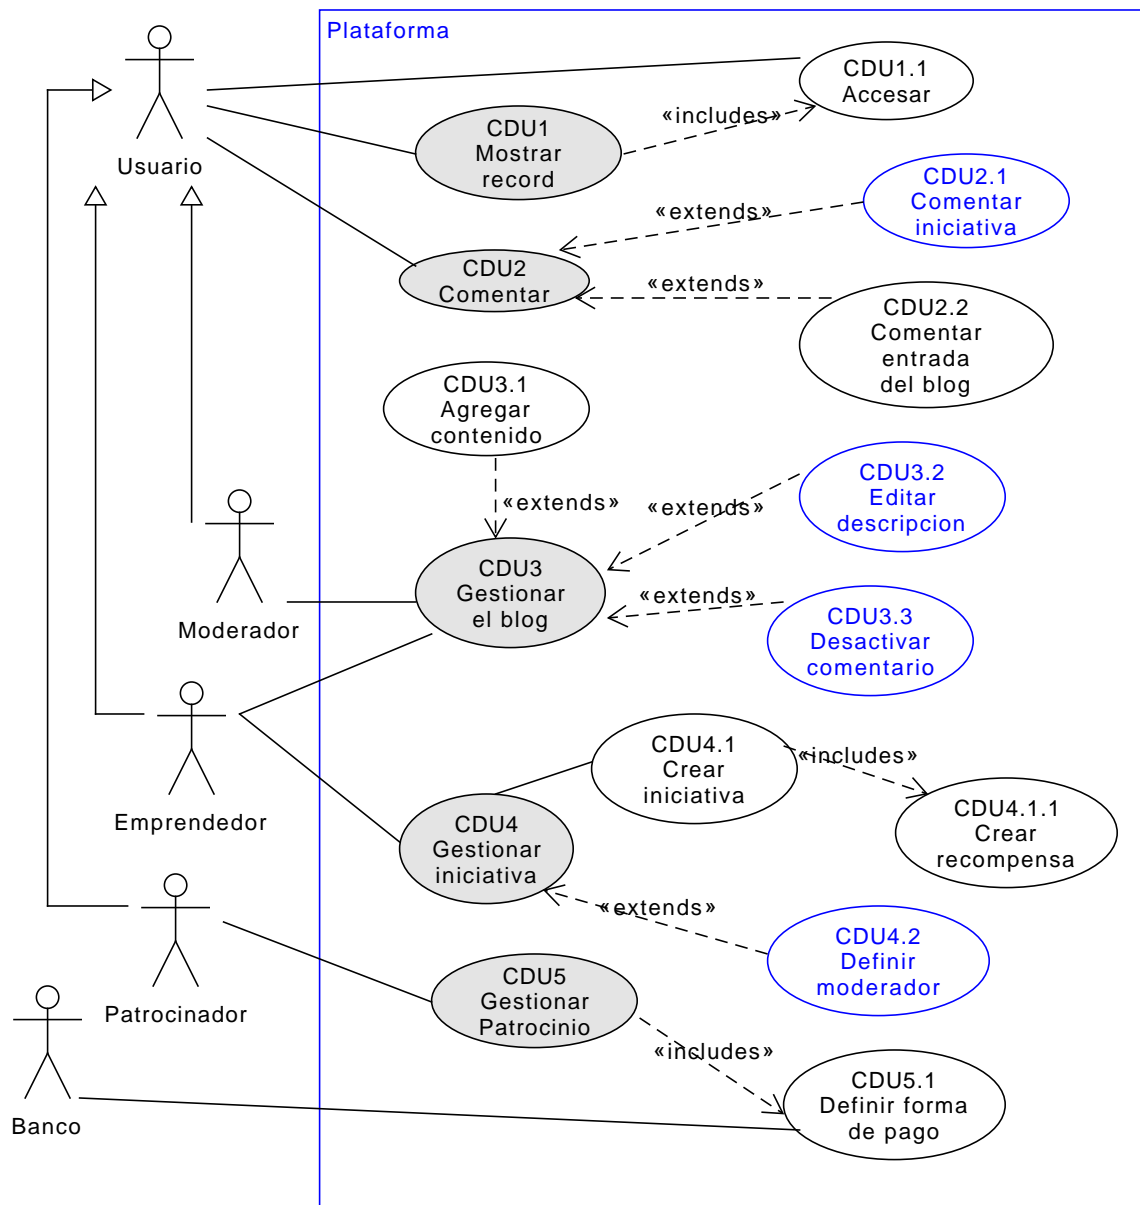 Plataforma
CDU1.1
Accesar
«includes»
CDU1
Mostrar
record
Usuario
CDU2.1
Comentar
iniciativa
«extends»
CDU2
Comentar
«extends»
CDU2.2
Comentar
entrada
del blog
CDU3.1
Agregar
contenido
CDU3.2
Editar
descripcion
«extends»
«extends»
CDU3
Gestionar
el blog
«extends»
CDU3.3
Desactivar
comentario
Moderador
CDU4.1
Crear
iniciativa
«includes»
CDU4.1.1
Crear
recompensa
Emprendedor
CDU4
Gestionar
iniciativa
«extends»
CDU4.2
Definir
moderador
Patrocinador
CDU5
Gestionar
Patrocinio
«includes»
CDU5.1
Definir forma
de pago
Banco